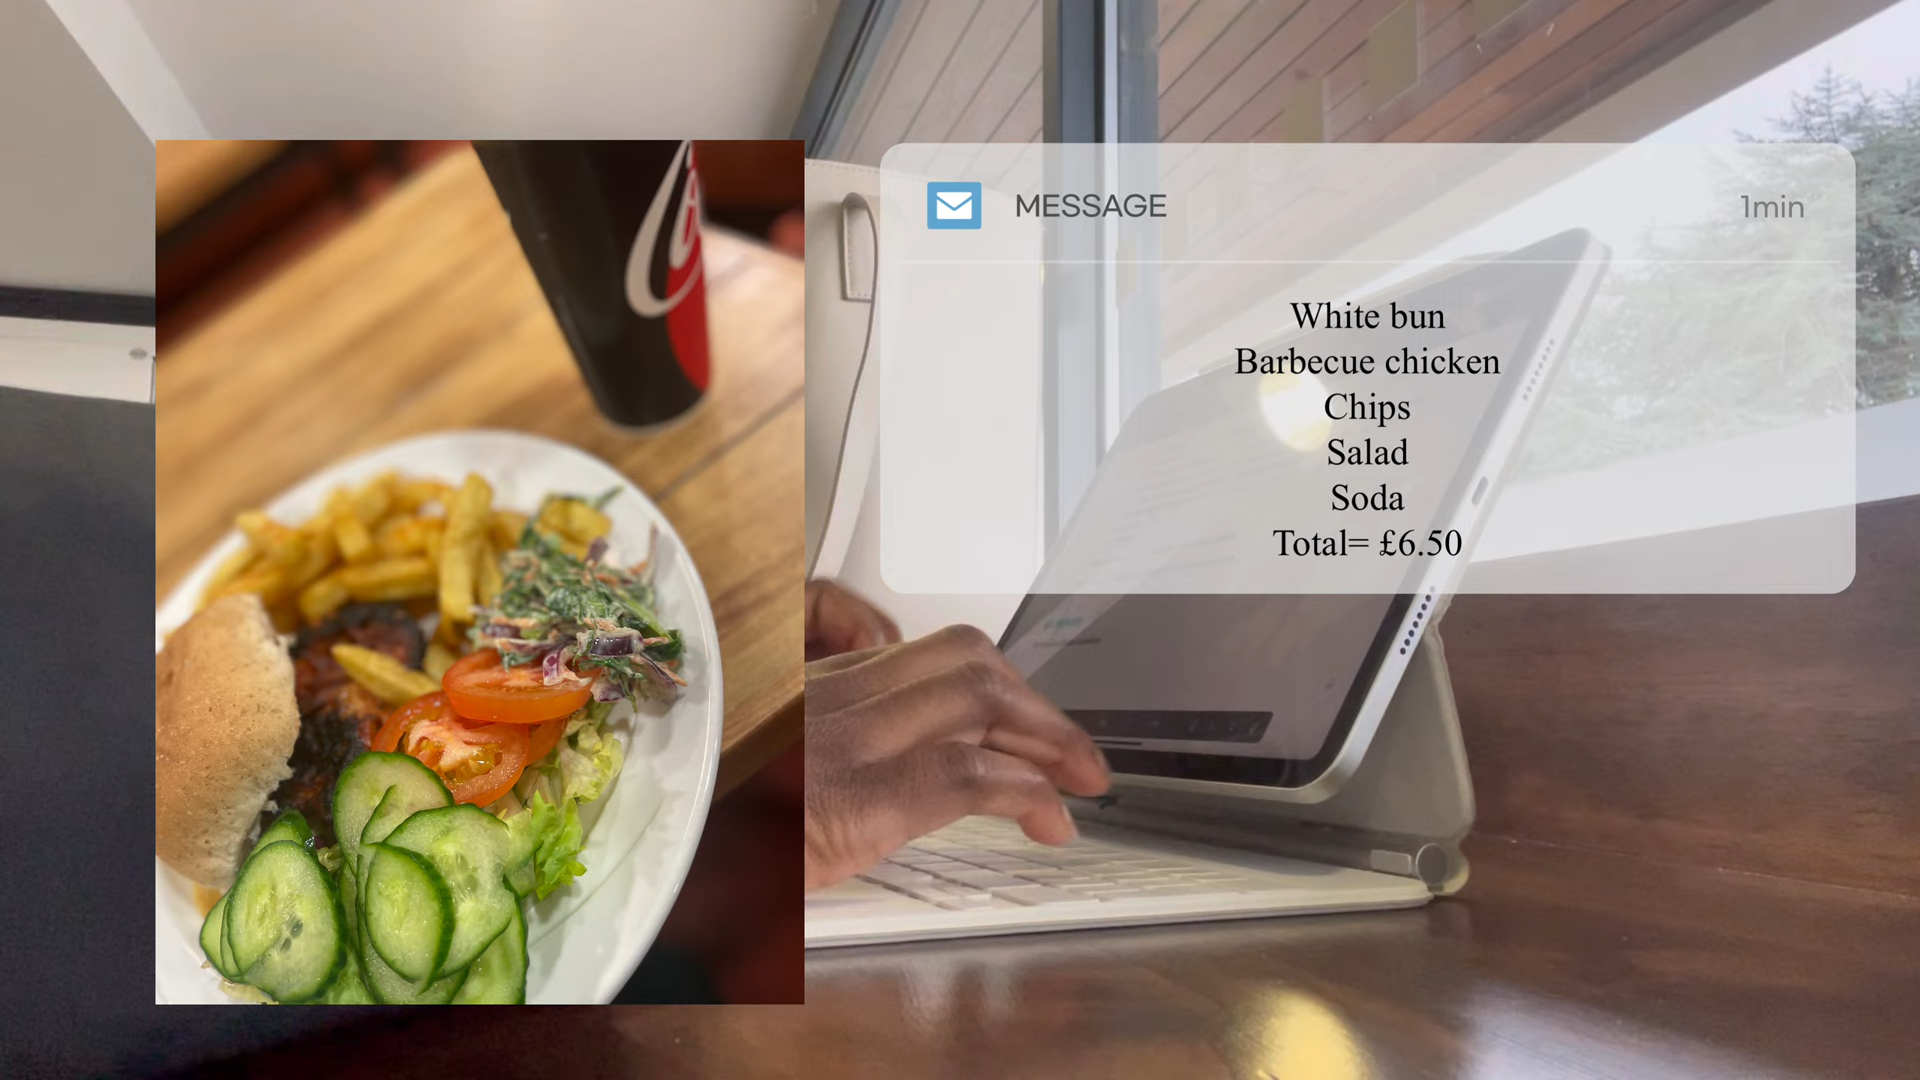 MESSAGE
1min
White bun
Barbecue chicken
Chips
Salad
Soda
Total= £6.50